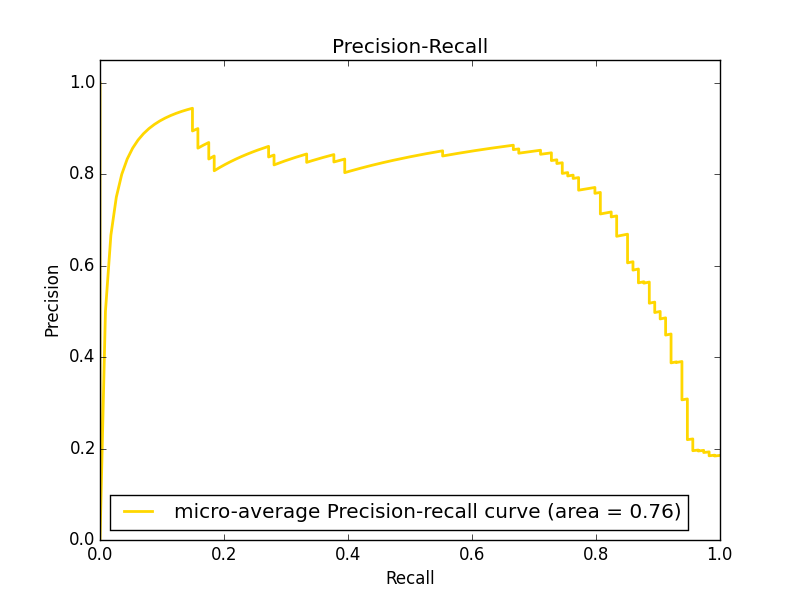 Precision-Recall
1.0
0.8
0.6
0.4
0.2
0.0
Precision
micro-average Precision-recall curve (area = 0.76)
0.0 0.2 0.4 0.6 0.8 1.0
Recall